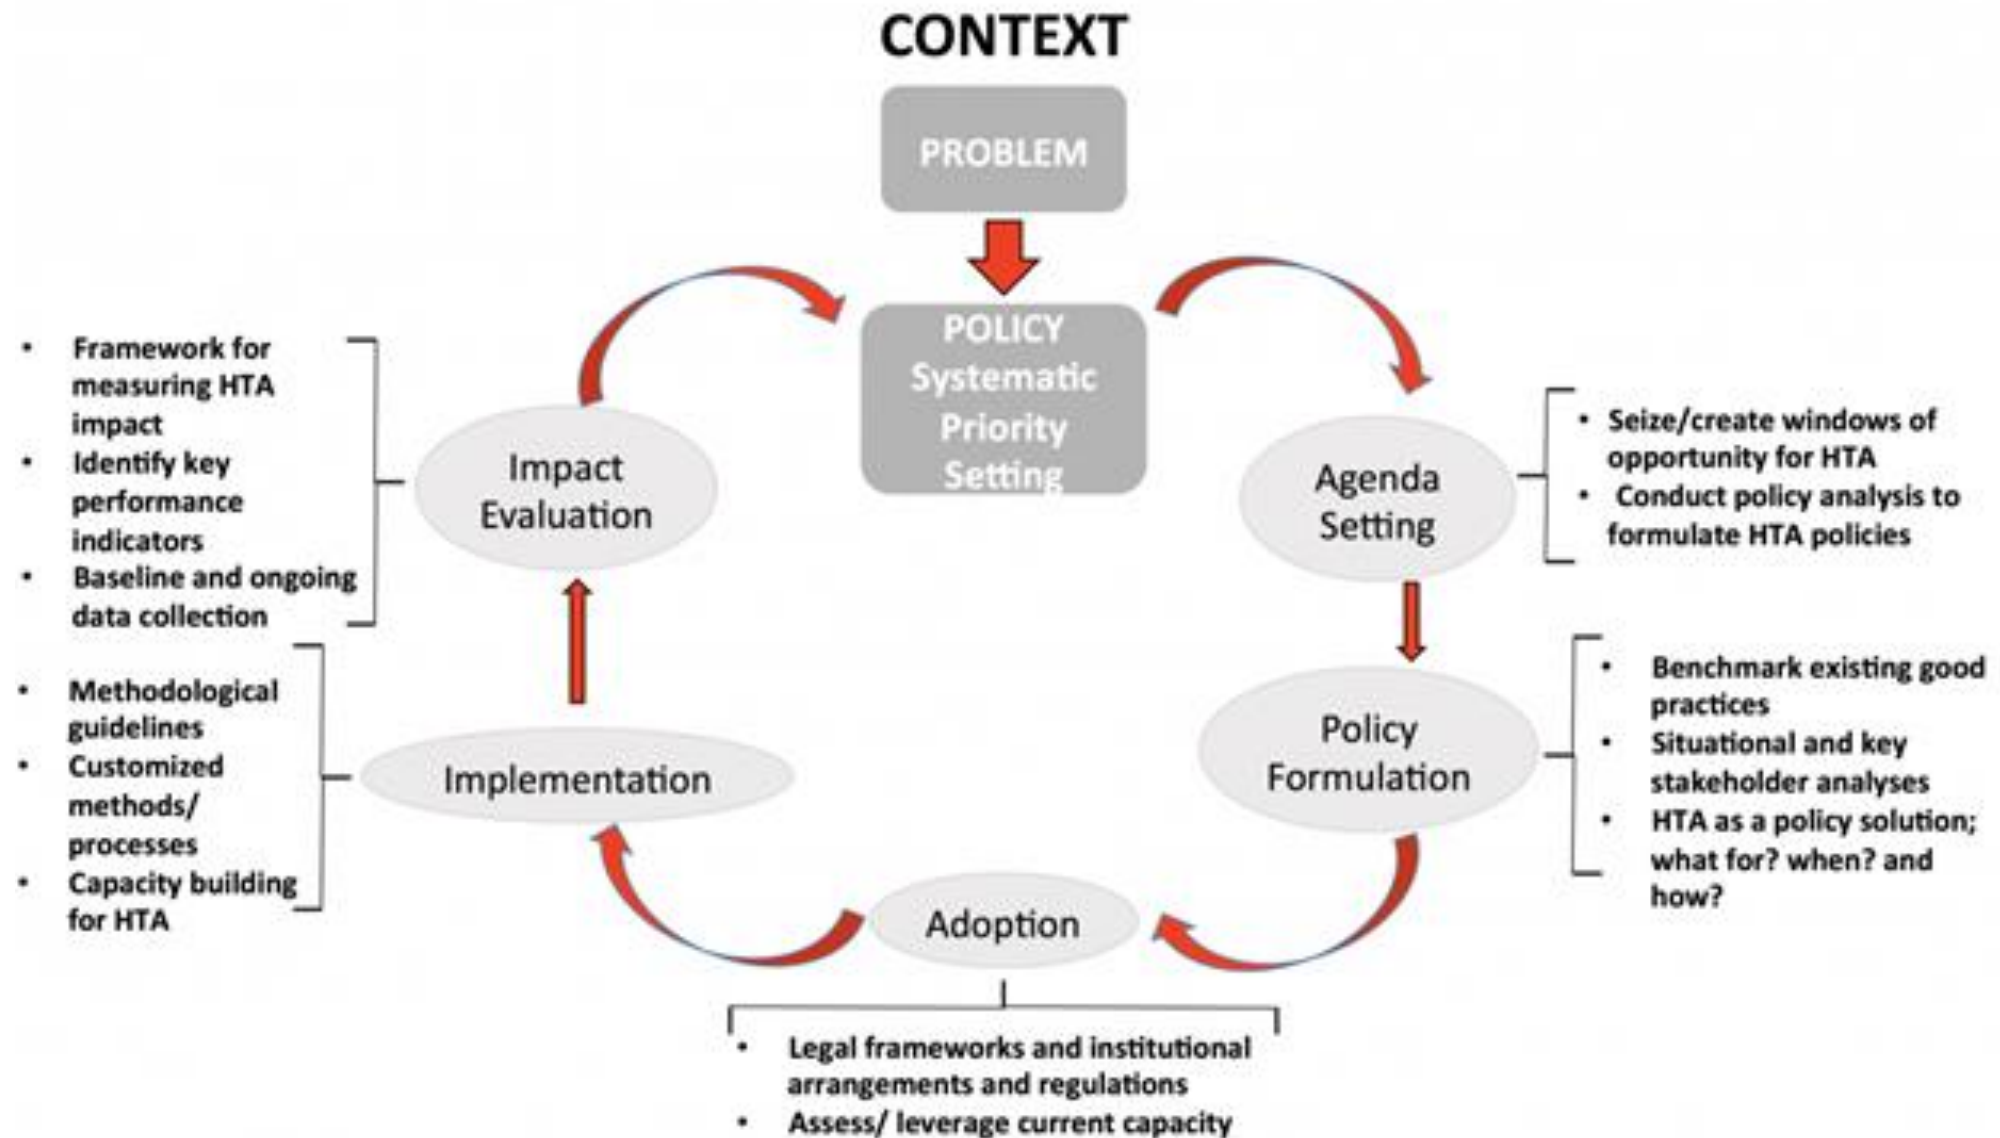 CONTEXT
PROBLEM
POLICY
Systematic
Priority
Setting
Agenda
Setting
• Seize/create windows of
opportunity for HTA
• Conduct policy analysis to
formulate HTA policies
Policy
Formulation
• Benchmark existing good
practices
• Situational and key
stakeholder analyses
• HTA as a policy solution;
what for? when? and
how?
Adoption
• Legal frameworks and institutional
arrangements and regulations
• Assess/ leverage current capacity
Implementation
• Methodological
guidelines
• Customized
methods/
processes
• Capacity building
for HTA
Impact
Evaluation
• Framework for
measuring HTA
impact
• Identify key
performance
indicators
• Baseline and ongoing
data collection